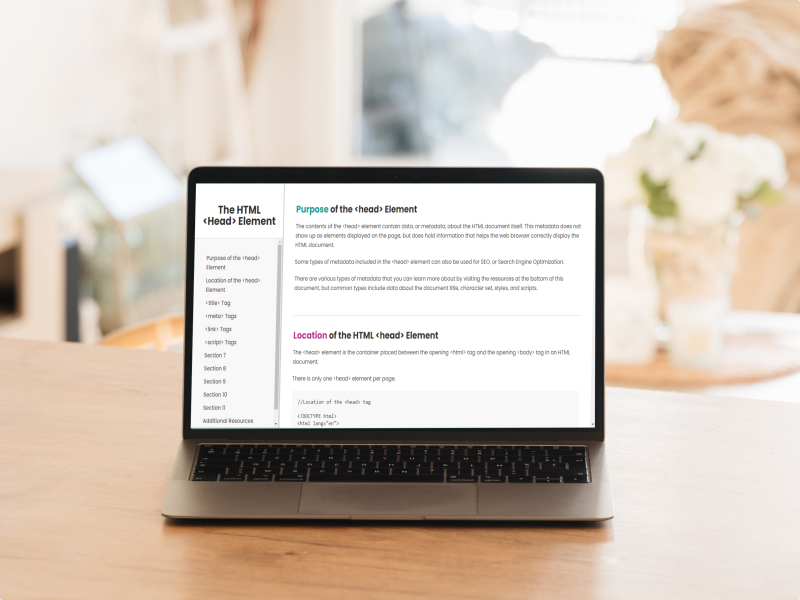 The HTML
<Head> Element
Purpose of the <head>
Element
Location of the <head>
Element
<title> Tag
<meta> Tags
<link> Tags
<script> Tags
Section 7
Section 8
Section 9
Section 10
Section 11
Additional Resources
Purpose of the <head> Element
The contents of the <head> element contain data, or metadata, about the HTML document itself. This metadata does not
show up as elements displayed on the page, but does hold information that helps the web browser correctly display the
HTML document.
Some types of metadata included in the <head> element can also be used for SEO, or Search Engine Optimization.
There are various types of metadata that you can learn more about by visiting the resources at the bottom of this
document, but common types include data about the document title, character set, styles, and scripts.
Location of the HTML <head> Element
The <head> element is the container placed between the opening <html> tag and the opening <body> tag in an HTML
document.
There is only one <head> element per page.
//Location of the <head> tag
<!DOCTYPE html>
<html lang="en">